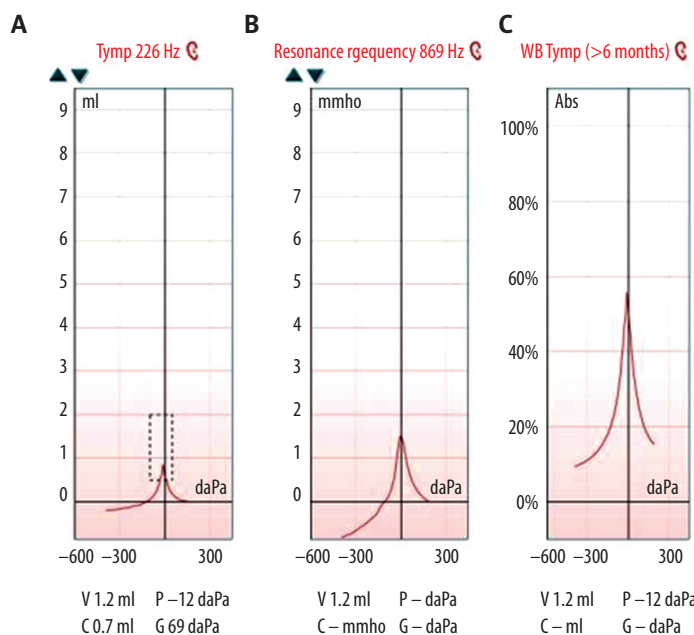 A
Tymp 226 Hz
ml
9
8
7
6
5
4
3
2
1
0
daPa
−600 −300 300
V 1.2 ml P −12 daPa
C 0.7 ml G 69 daPa
B
Resonance rgequency 869 Hz
mmho
9
8
7
6
5
4
3
2
1
0
daPa
−600 −300 300
V 1.2 ml P − daPa
C − mmho G − daPa
C
WB Tymp (>6 months)
Abs
100%
80%
60%
40%
20%
0%
daPa
−600 −300 300
V 1.2 ml P −12 daPa
C − ml G − daPa